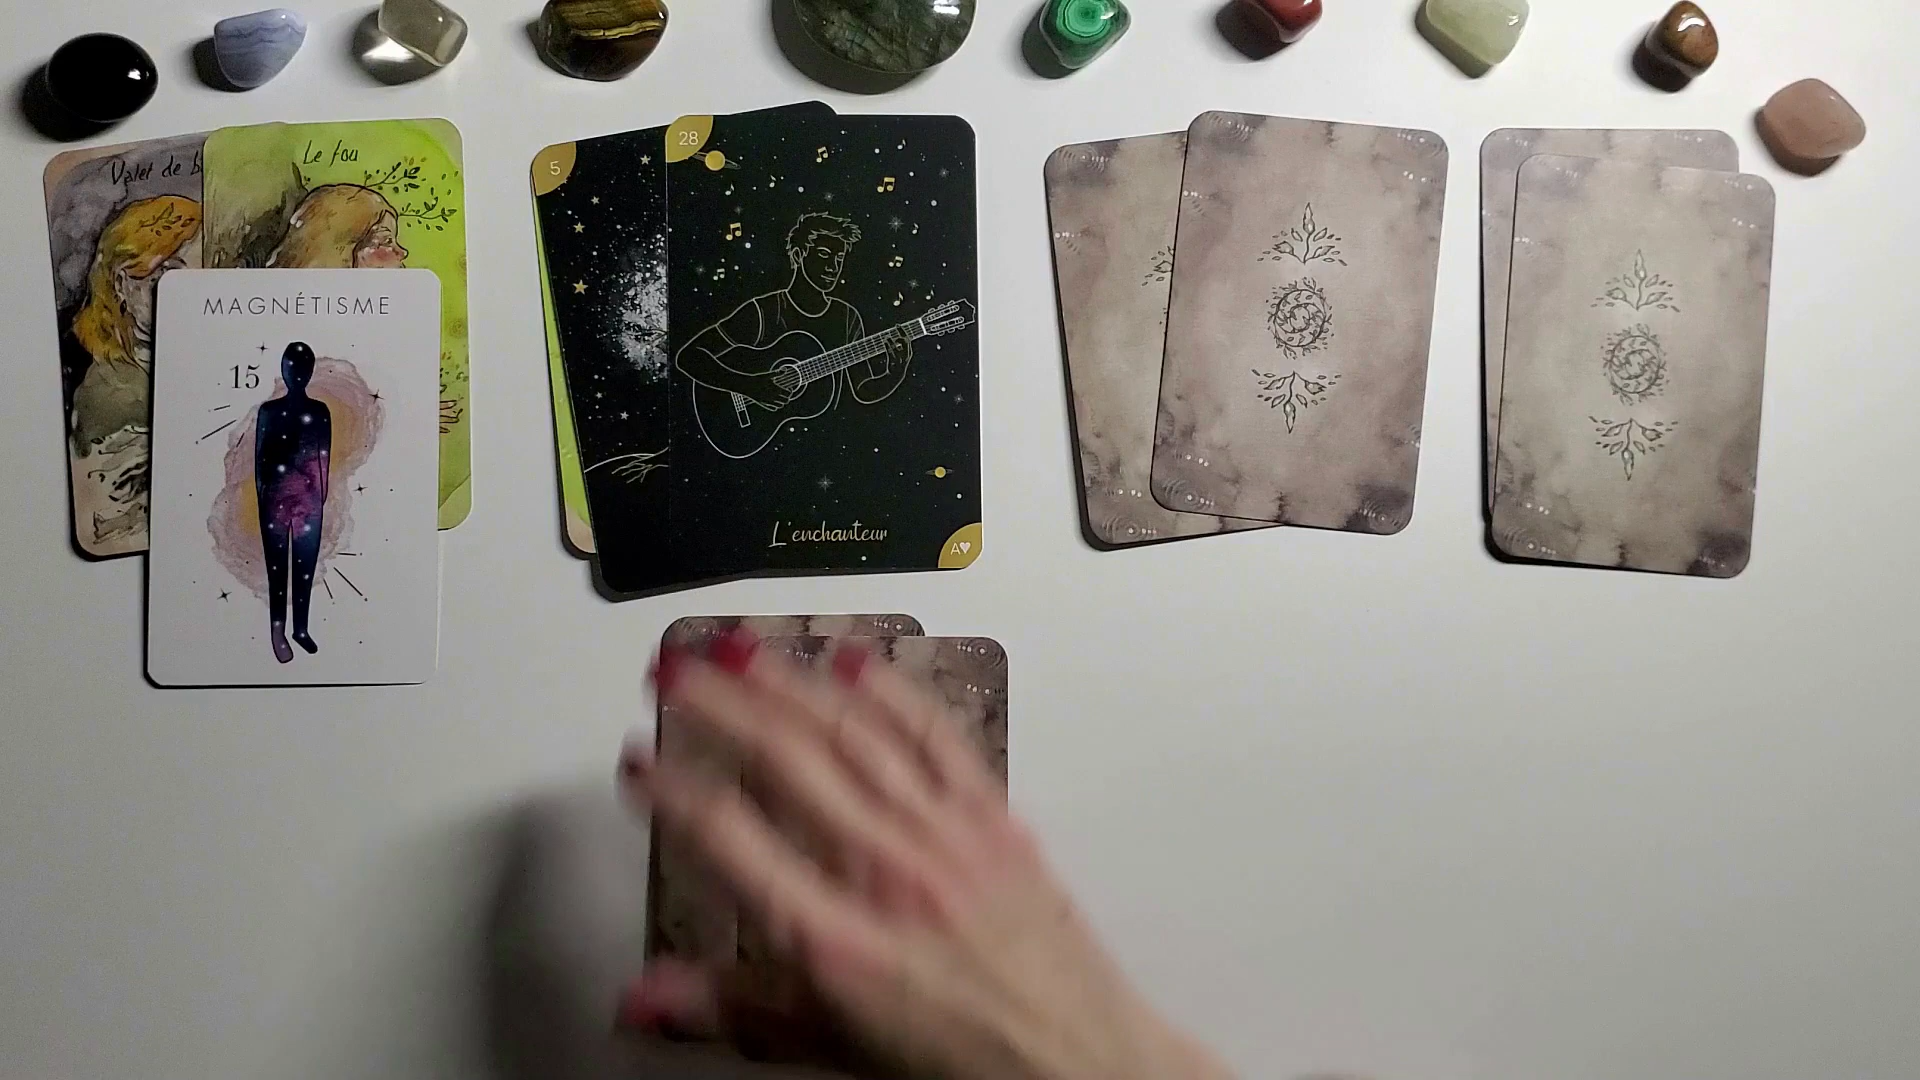 Valet de b
Le fou
MAGNÉTISME
15
5
28
L'enchanteur
A♥